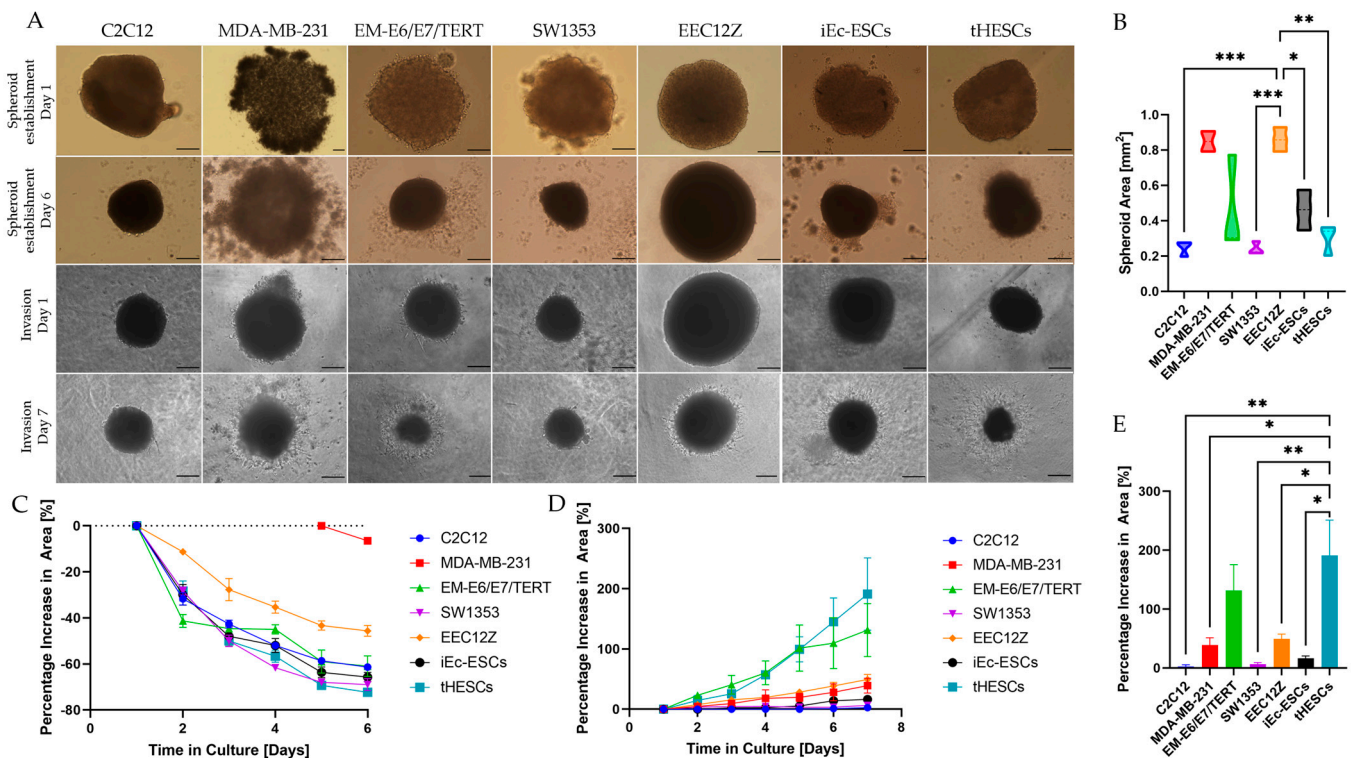 A
C2C12 MDA-MB-231 EM-E6/E7/TERT SW1353 EEC12Z iEc-ESCs tHESCs
Spheroid
establishment
Day 1
Spheroid
establishment
Day 6
Invasion
Day 1
Invasion
Day 7
B
** 
*** *
***
Spheroid Area [mm²]
1.0
0.8
0.6
0.4
0.2
0.0
C2C12
MDA-MB-231
EM-E6/E7/TERT
SW1353
EEC12Z
iEc-ESCs
tHESCs
C
Percentage Increase in Area [%]
0
-20
-40
-60
-80
0 2 4 6
Time in Culture [Days]
C2C12
MDA-MB-231
EM-E6/E7/TERT
SW1353
EEC12Z
iEc-ESCs
tHESCs
D
Percentage Increase in Area [%]
300
200
100
0
0 2 4 6 8
Time in Culture [Days]
C2C12
MDA-MB-231
EM-E6/E7/TERT
SW1353
EEC12Z
iEc-ESCs
tHESCs
E
**
*
**
*
*
Percentage Increase in Area [%]
300
200
100
0
C2C12
MDA-MB-231
EM-E6/E7/TERT
SW1353
EEC12Z
iEc-ESCs
tHESCs